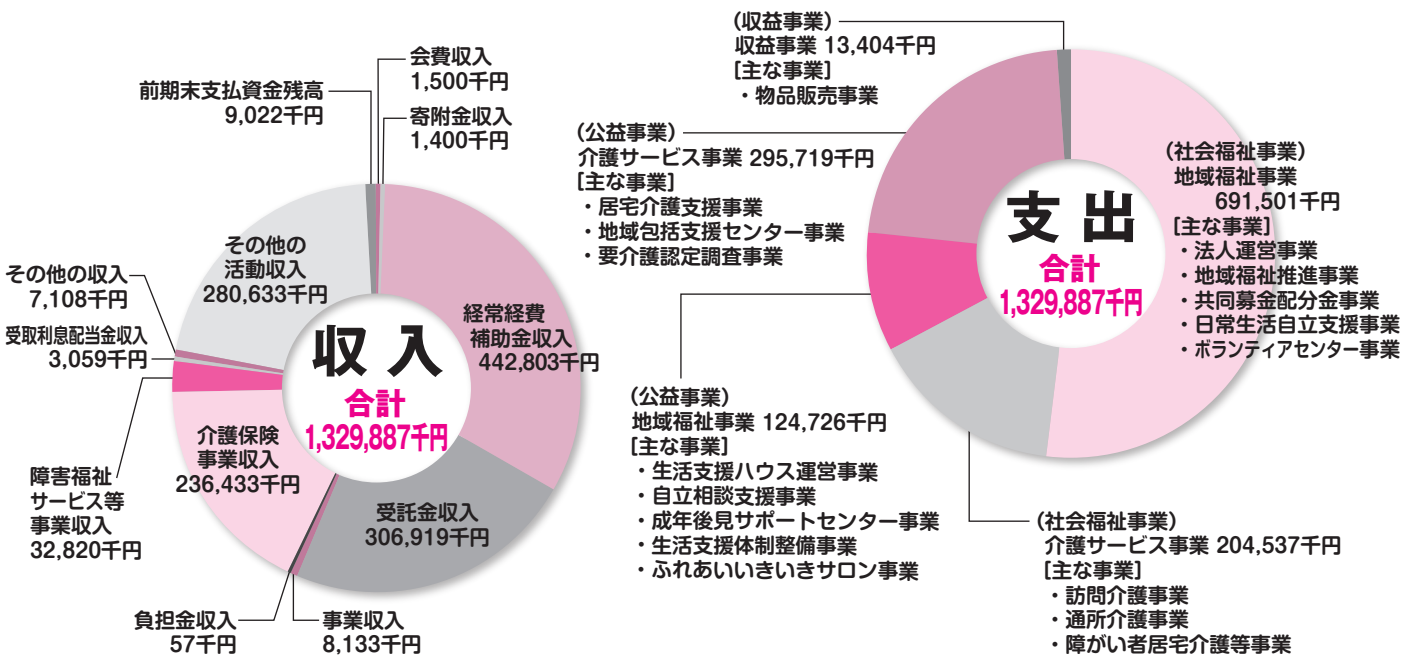 会費収入
1,500千円
前期末支払資金残高
9,022千円
寄附金収入
1,400千円
その他の
活動収入
280,633千円
その他の収入
7,108千円
受取利息配当金収入
3,059千円
経常経費
補助金収入
442,803千円
収入
合計
1,329,887千円
介護保険
事業収入
236,433千円
障害福祉
サービス等
事業収入
32,820千円
受託金収入
306,919千円
負担金収入
57千円
事業収入
8,133千円
(収益事業)
収益事業 13,404千円
[主な事業]
・物品販売事業
(公益事業)
介護サービス事業 295,719千円
[主な事業]
・居宅介護支援事業
・地域包括支援センター事業
・要介護認定調査事業
(社会福祉事業)
地域福祉事業
691,501千円
[主な事業]
・法人運営事業
・地域福祉推進事業
・共同募金配分金事業
・日常生活自立支援事業
・ボランティアセンター事業
支出
合計
1,329,887千円
(公益事業)
地域福祉事業 124,726千円
[主な事業]
・生活支援ハウス運営事業
・自立相談支援事業
・成年後見サポートセンター事業
・生活支援体制整備事業
・ふれあいいきいきサロン事業
(社会福祉事業)
介護サービス事業 204,537千円
[主な事業]
・訪問介護事業
・通所介護事業
・障がい者居宅介護等事業